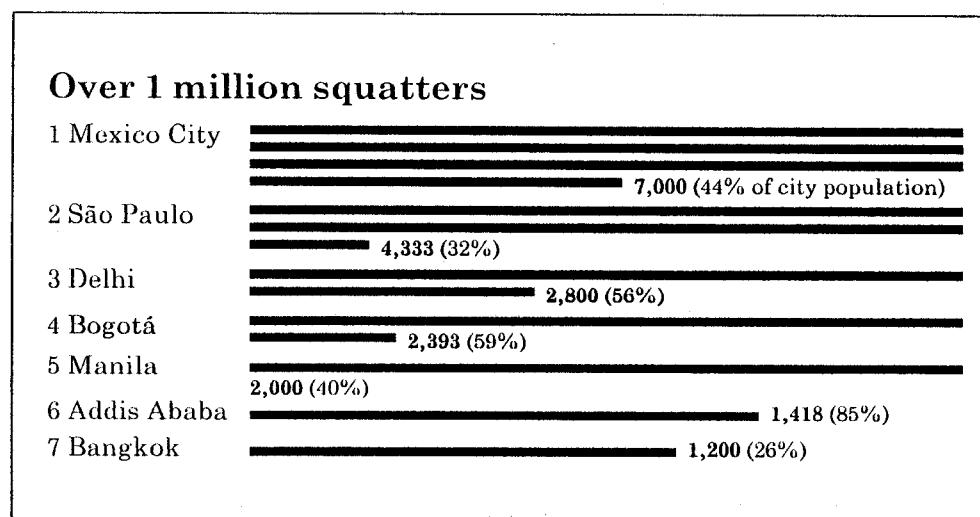 Over 1 million squatters
1 Mexico City
7,000 (44% of city population)
2 São Paulo
4,333 (32%)
3 Delhi
2,800 (56%)
4 Bogotá
2,393 (59%)
5 Manila
2,000 (40%)
6 Addis Ababa 1,418 (85%)
7 Bangkok 1,200 (26%)